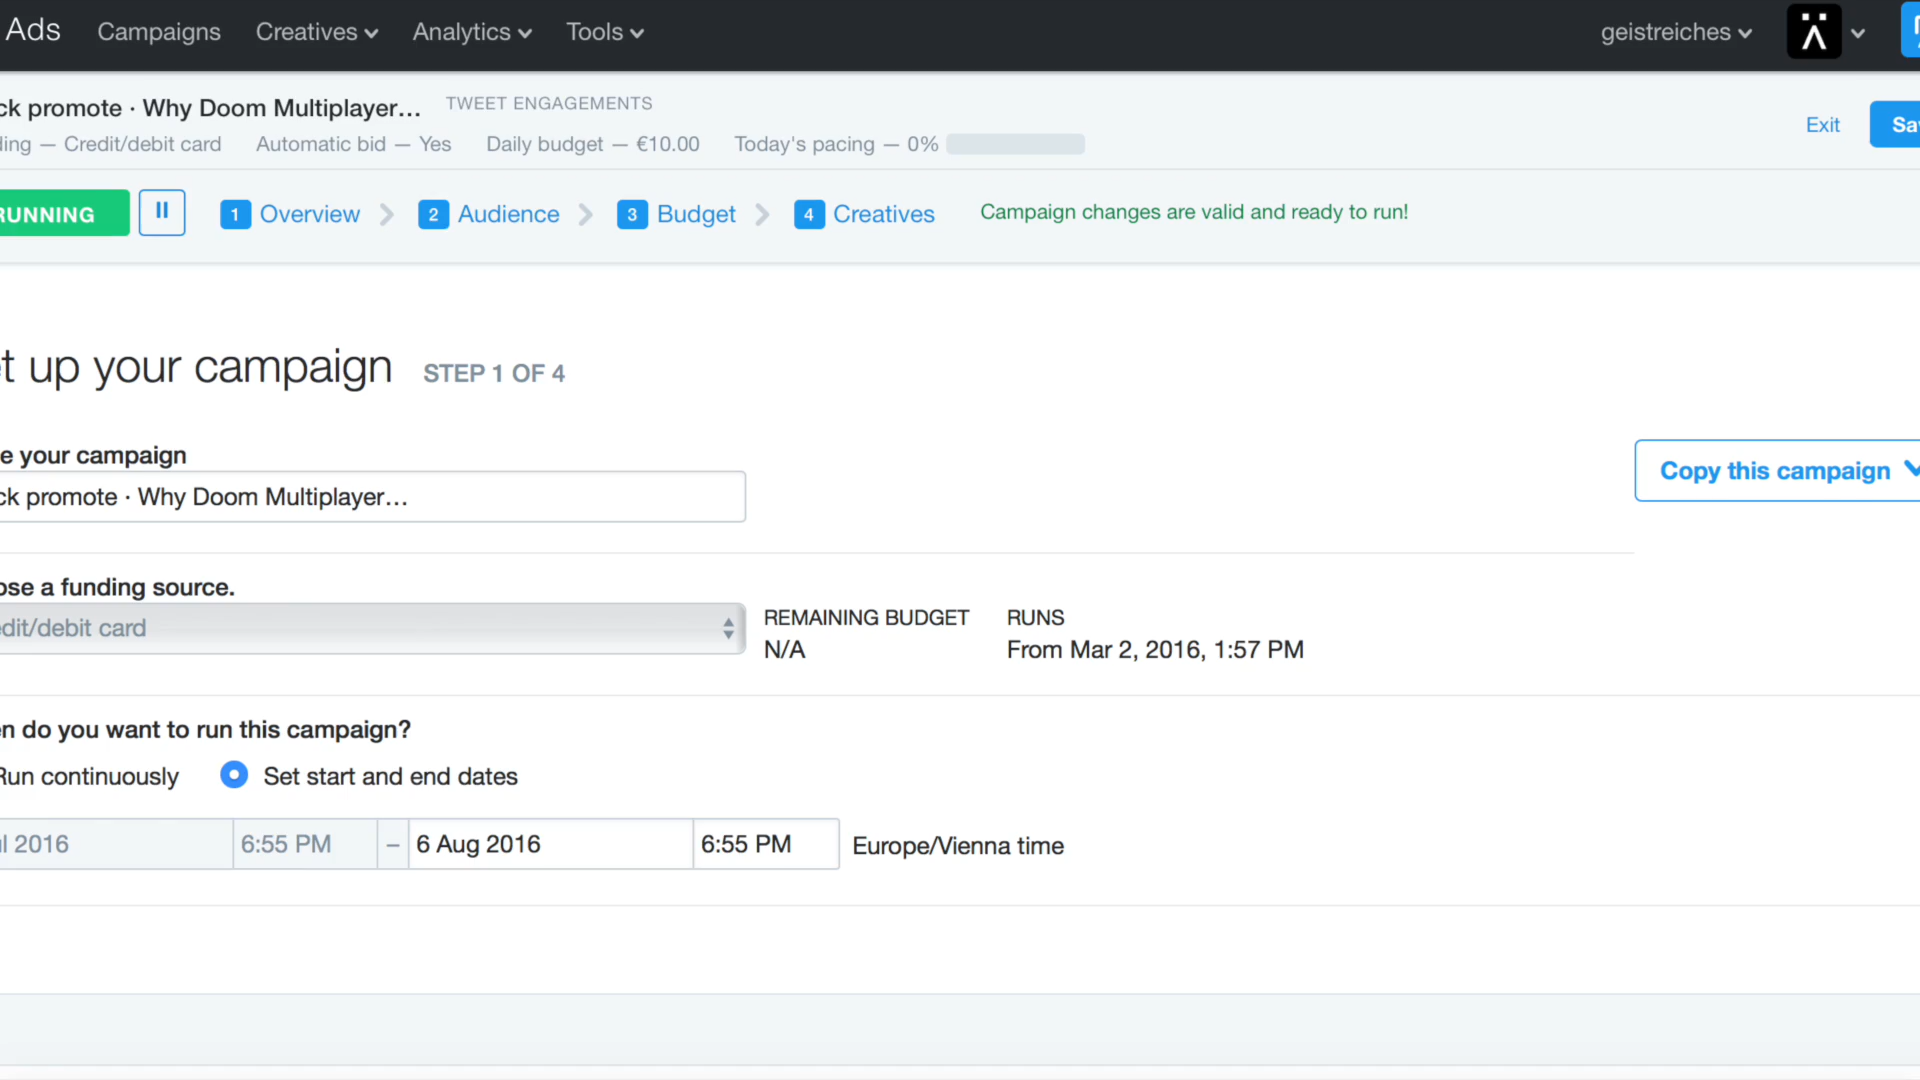 Ads Campaigns Creatives Analytics Tools geistreiches
ck promote · Why Doom Multiplayer... TWEET ENGAGEMENTS
ding — Credit/debit card Automatic bid — Yes Daily budget — €10.00 Today's pacing — 0% Exit Sav
RUNNING 1 Overview 2 Audience 3 Budget 4 Creatives Campaign changes are valid and ready to run!
t up your campaign STEP 1 OF 4
e your campaign
Copy this campaign
ck promote · Why Doom Multiplayer...
ose a funding source.
edit/debit card REMAINING BUDGET RUNS
N/A From Mar 2, 2016, 1:57 PM
en do you want to run this campaign?
Run continuously Set start and end dates
ul 2016 6:55 PM – 6 Aug 2016 6:55 PM Europe/Vienna time